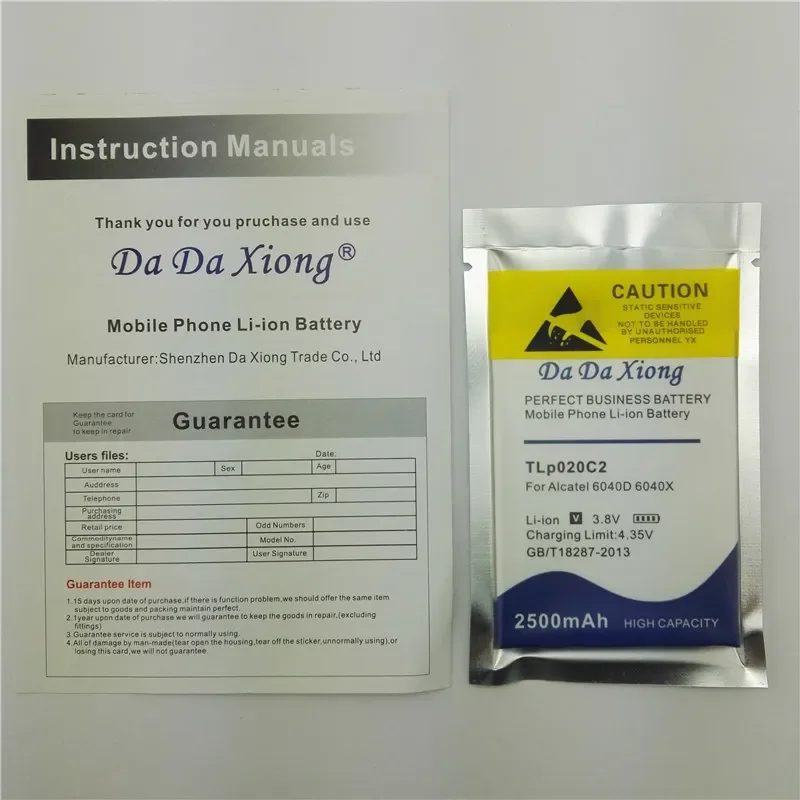 Instruction Manuals
Thank you for you pruchase and use
Da Da Xiong®
Mobile Phone Li-ion Battery
Manufacturer:Shenzhen Da Xiong Trade Co., Ltd
Keep the card for
Guarantee
to keep in repair
Guarantee
Users files:
Date:
User name
Sex
Age
Auddress
Telephone
Zip
Purchasing
address
Retail price
Odd Numbers
Commoditynarne
and specification
Model No.
Dealer
Signature
User Signature
Guarantee Item
1.15 days upon date of purchase,if there is function problem,we should offer the same item
subject to goods and packing maintain perfect.
2.1year upon date of purchase we will guarantee to keep the goods in repair,(excluding
fittings)
3.Guarantee service is subject to normally using.
4.All of damage by man-made(tear open the housing,tear off the sticker,unnormally using),or
losing this card,we will not guarantee.
CAUTION
STATIC SENSITIVE
DEVICES
NOT TO BE HANDLED
BY UNAUTHORISED
PERSONNEL YX
Da Da Xiong
PERFECT BUSINESS BATTERY
Mobile Phone Li-ion Battery
TLp020C2
For Alcatel 6040D 6040X
Li-ion V 3.8V
Charging Limit:4.35V
GB/T18287-2013
2500mAh HIGH CAPACITY